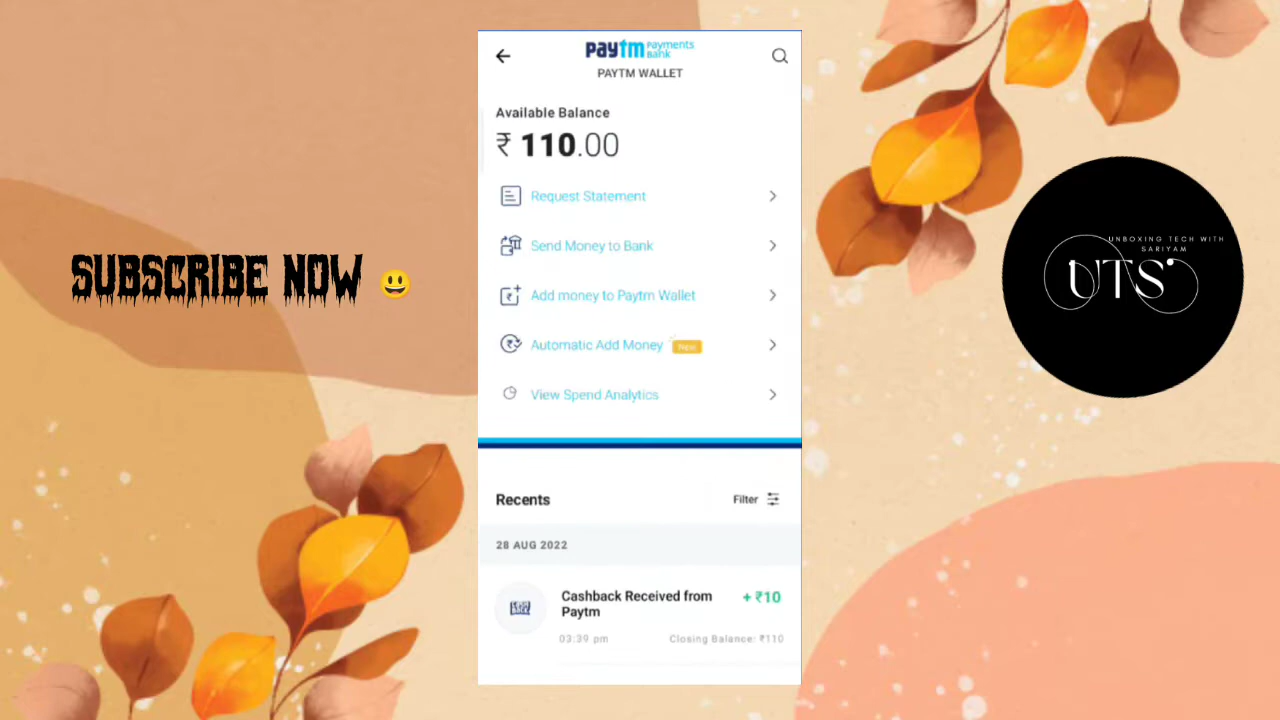 paytm Payments Bank
PAYTM WALLET
Available Balance
₹ 110.00
Request Statement
Send Money to Bank
Add money to Paytm Wallet
Automatic Add Money New
View Spend Analytics
Recents
Filter
28 AUG 2022
Cashback Received from
Paytm
+ ₹10
03:39 pm
Closing Balance: ₹110
SUBSCRIBE NOW 😃
UNBOXING TECH WITH
SARIYAM
UTS